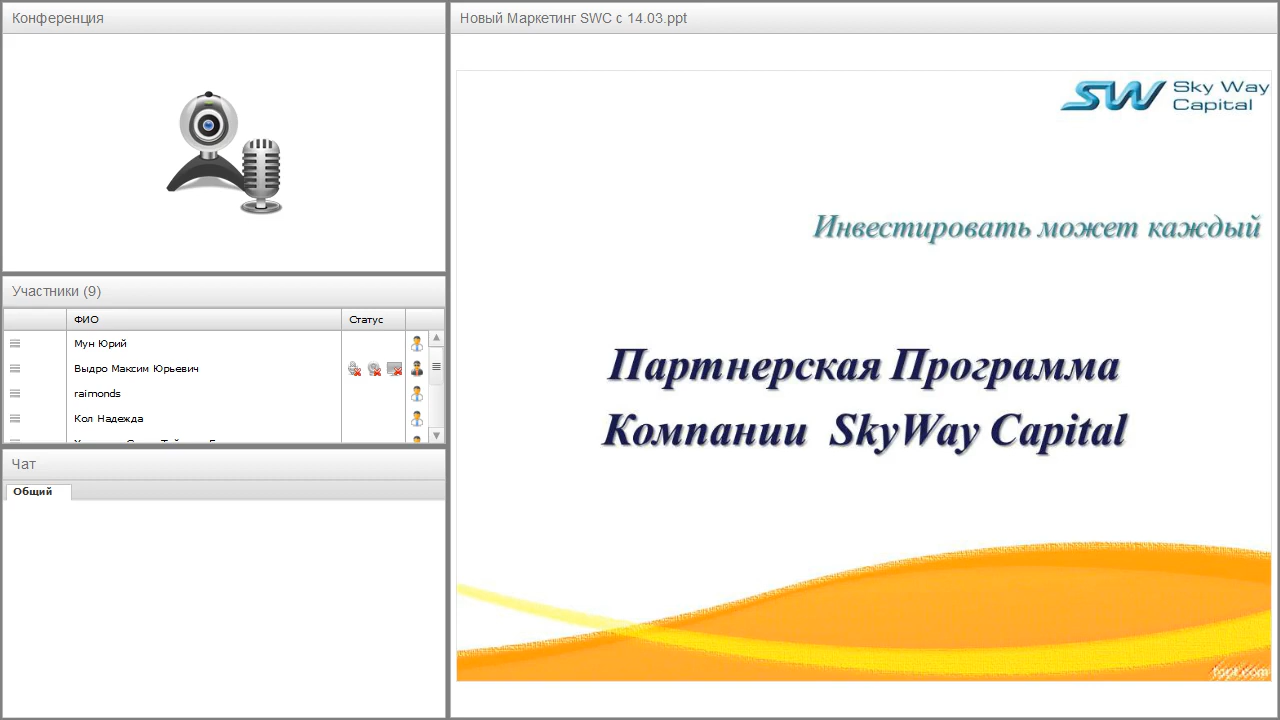 Конференция
Участники (9)
ФИО Статус
Мун Юрий
Выдро Максим Юрьевич
raimonds
Кол Надежда
Чат
Общий
Новый Маркетинг SWC с 14.03.ppt
SW Sky Way
Capital
Инвестировать может каждый
Партнерская Программа
Компании SkyWay Capital